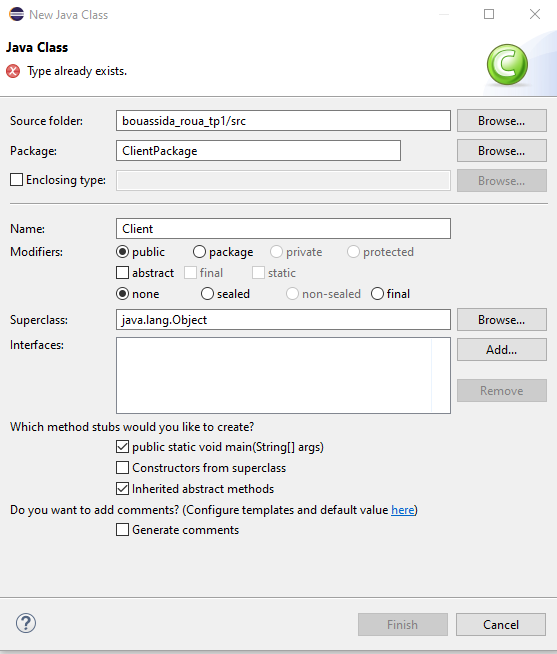 New Java Class
Java Class
Type already exists.
C
Source folder: bouassida_roua_tp1/src Browse...
Package: ClientPackage Browse...
Enclosing type: Browse...
Name: Client
Modifiers: public package private protected
abstract final static
none sealed non-sealed final
Superclass: java.lang.Object Browse...
Interfaces: Add...
Remove
Which method stubs would you like to create?
public static void main(String[] args)
Constructors from superclass
Inherited abstract methods
Do you want to add comments? (Configure templates and default value here)
Generate comments
? Finish Cancel